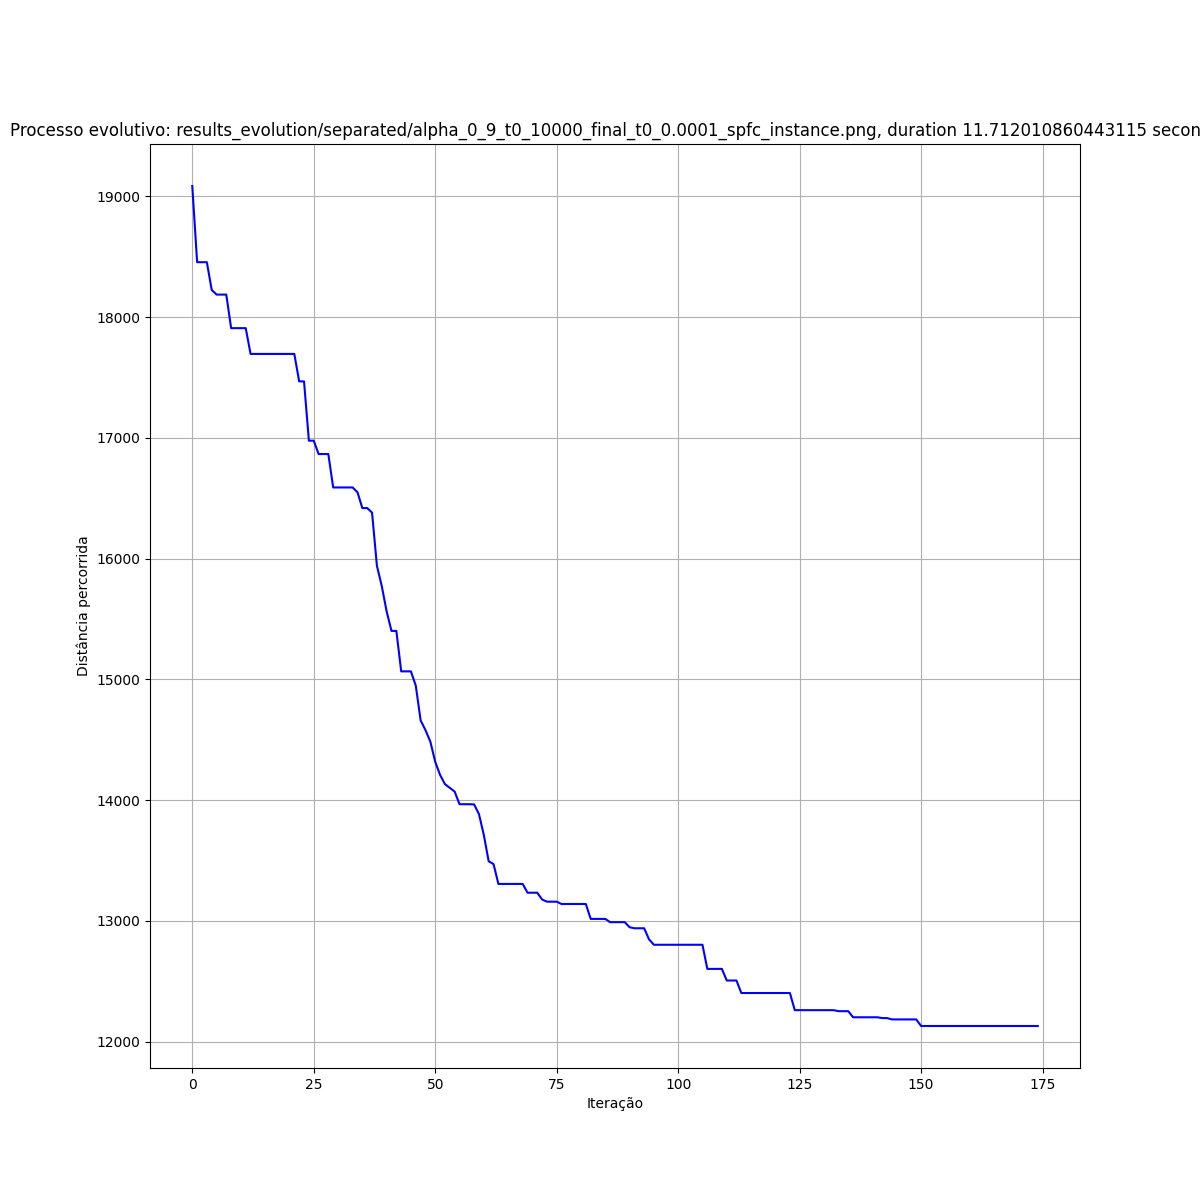 Processo evolutivo: results_evolution/separated/alpha_0_9_t0_10000_final_t0_0.0001_spfc_instance.png, duration 11.712010860443115 secon
19000
18000
17000
16000
15000
14000
13000
12000
Distância percorrida
0 25 50 75 100 125 150 175
Iteração